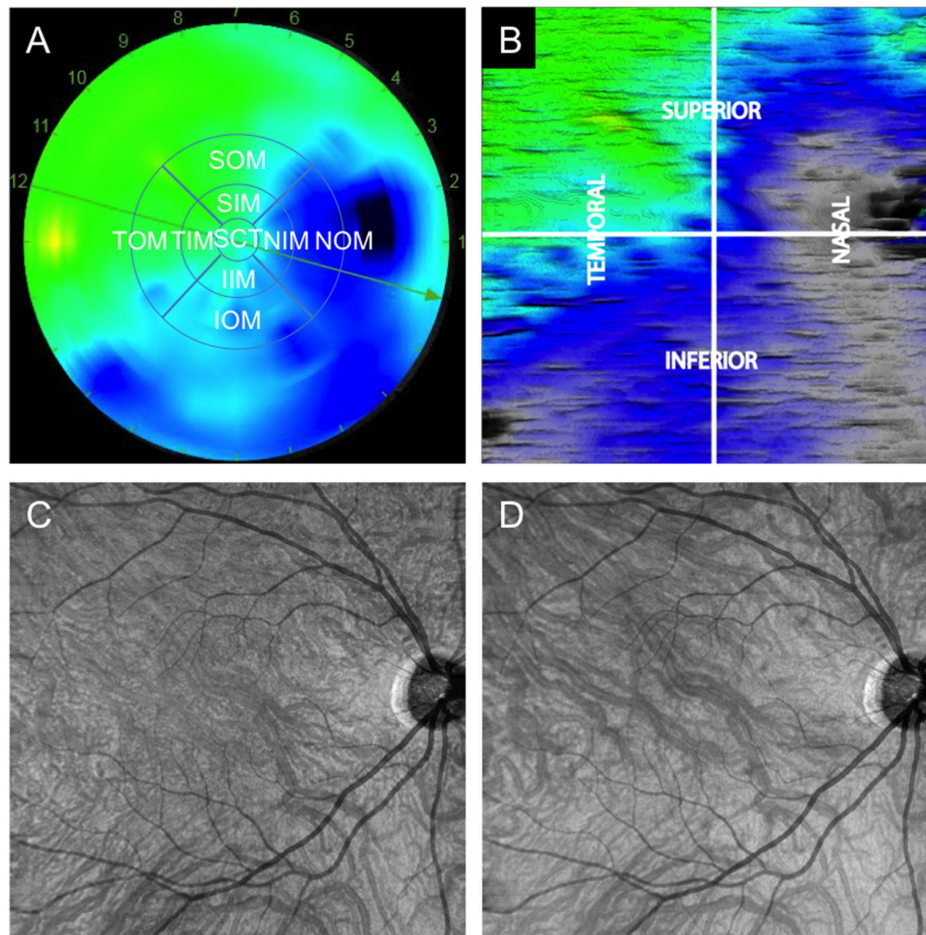 A
8
7
6
9
5
10
4
11
3
12
2
1
SOM
SIM
TOM TIM SCT NIM NOM
IIM
IOM
B
SUPERIOR
TEMPORAL
NASAL
INFERIOR
C
D